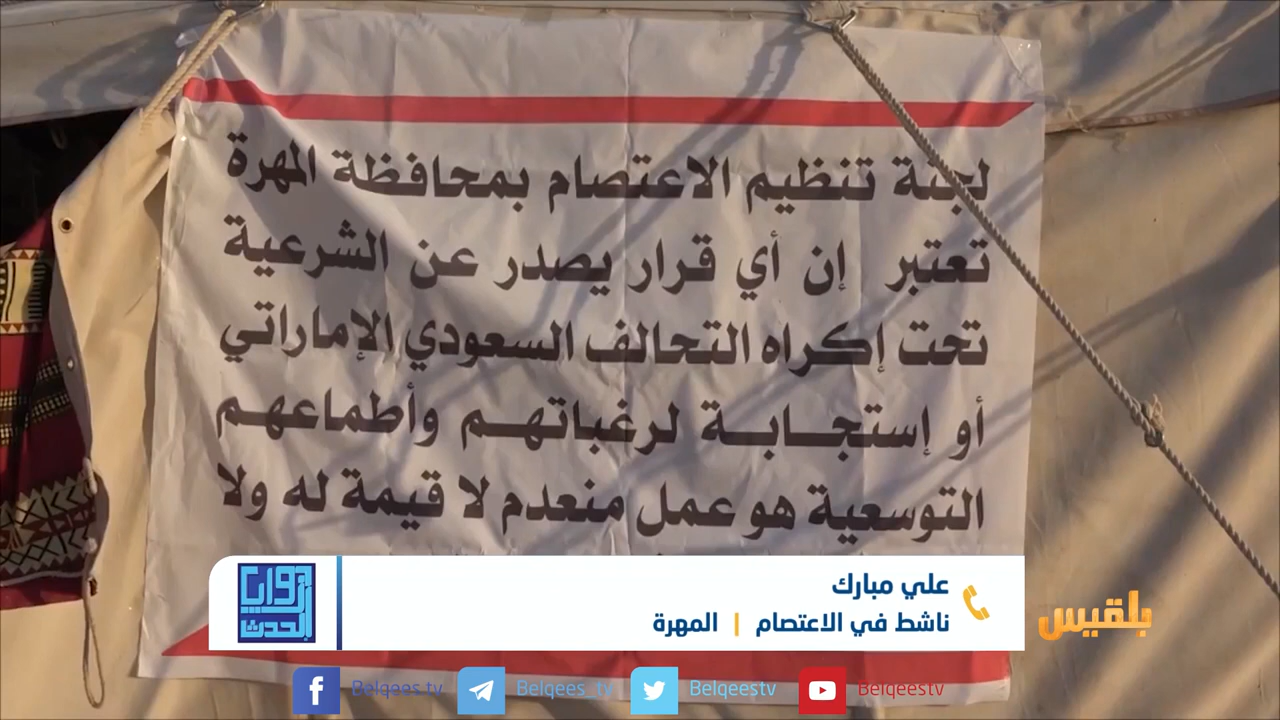 لجنة تنظيم الاعتصام بمحافظة المهرة
تعتبر إن أي قرار يصدر عن الشرعية
تحت إكراه التحالف السعودي الإماراتي
أو إستجابة لرغباتهم وأطماعهم
التوسعية هو عمل منعدم لا قيمة له ولا
علي مبارك
ناشط في الاعتصام | المهرة
زوايا الحدث
بلقيس
Belqees.tv Belqees_tv Belqeestv Belqeestv